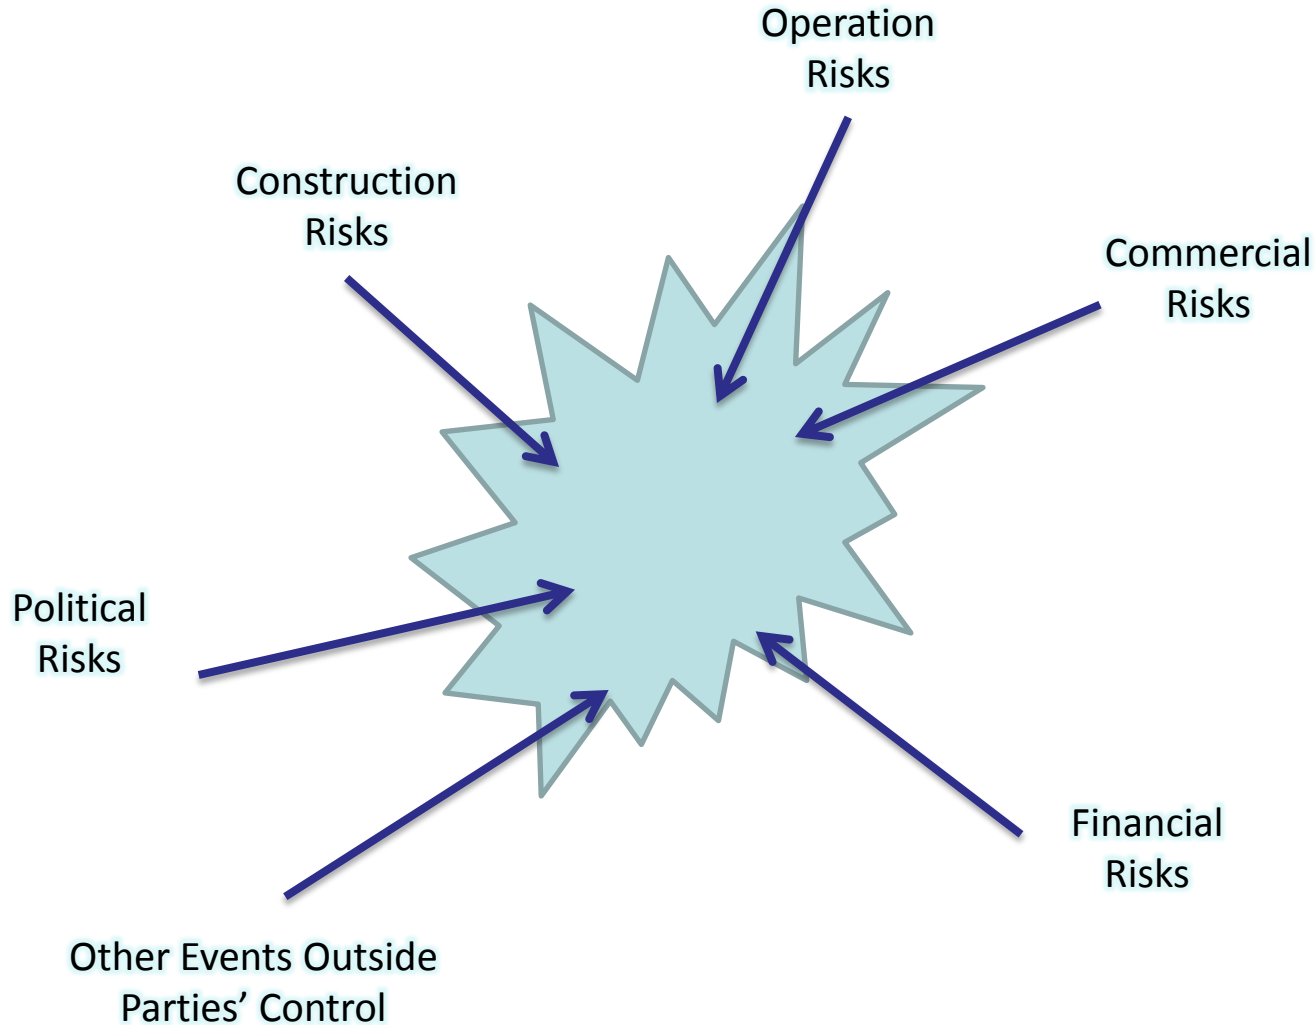 Operation
Risks
Construction
Risks
Commercial
Risks
Political
Risks
Financial
Risks
Other Events Outside
Parties’ Control